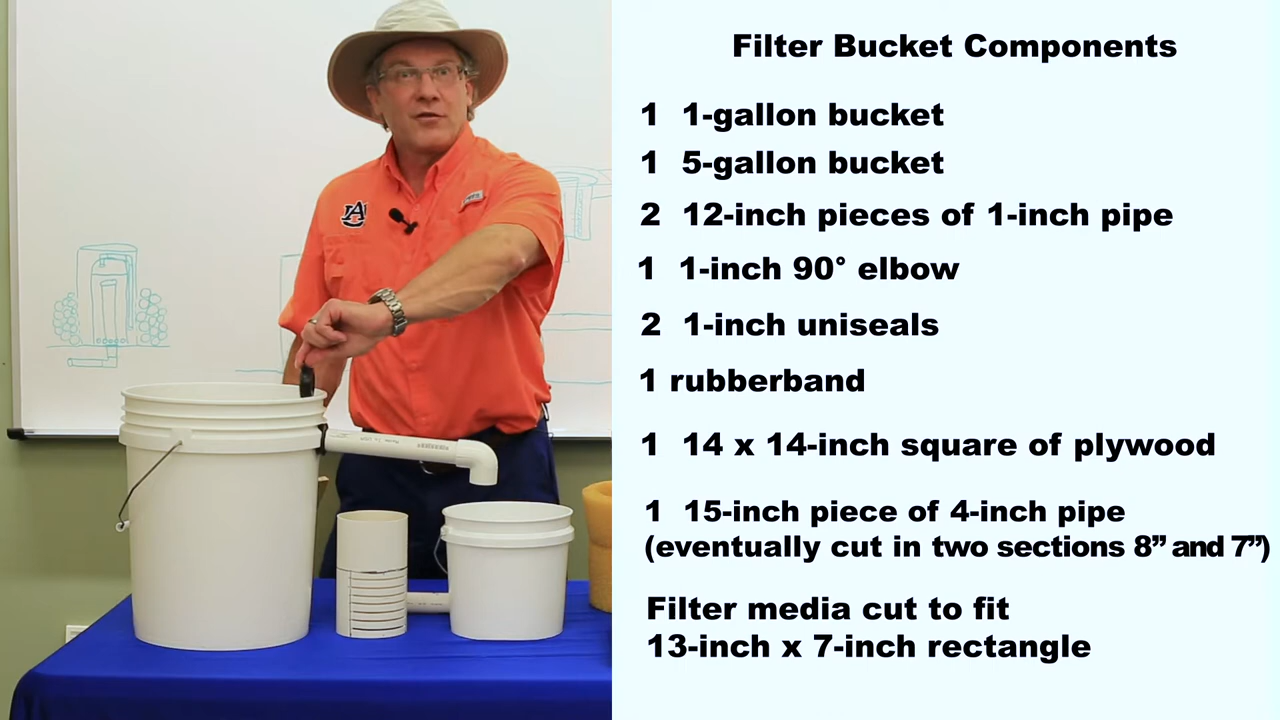 Filter Bucket Components
1 1-gallon bucket
1 5-gallon bucket
2 12-inch pieces of 1-inch pipe
1 1-inch 90° elbow
2 1-inch uniseals
1 rubberband
1 14 x 14-inch square of plywood
1 15-inch piece of 4-inch pipe
(eventually cut in two sections 8” and 7”)
Filter media cut to fit
13-inch x 7-inch rectangle
AU